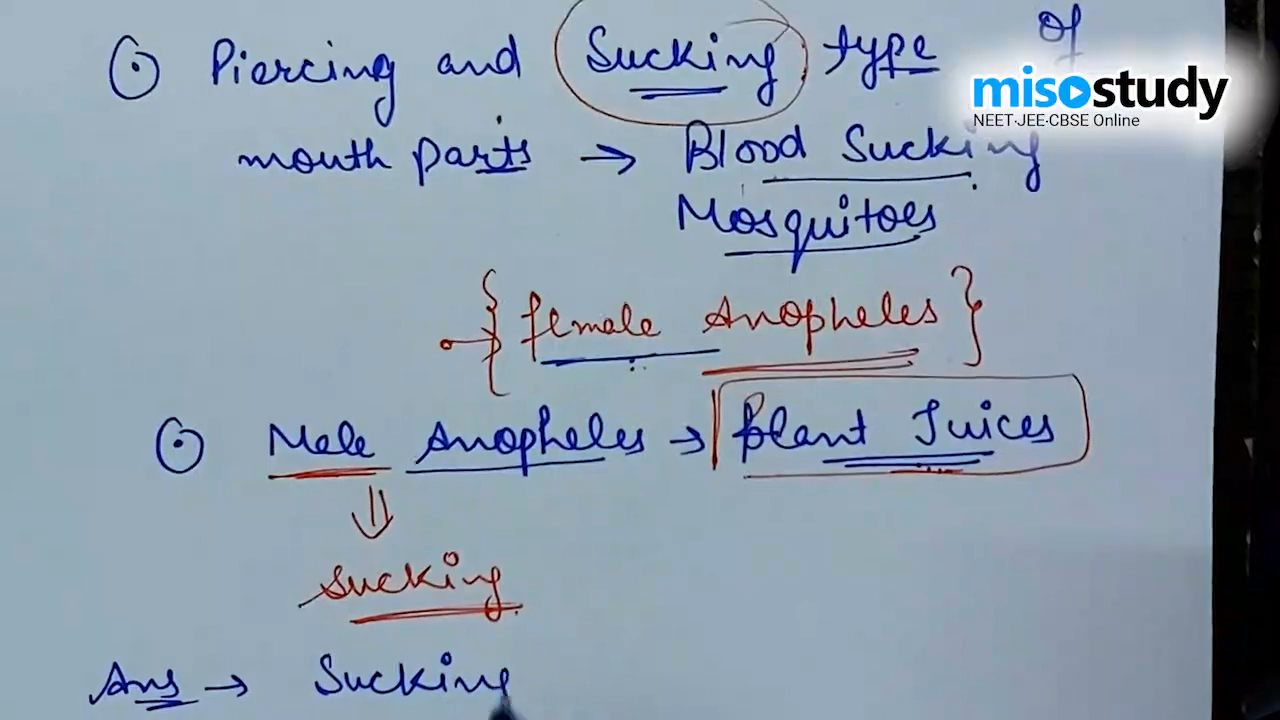 Piercing and Sucking type of
mouth parts → Blood Sucking
Mosquitoes
{female Anopheles}
Male Anopheles → Plant Juices
⇓
Sucking
Ans → Sucking
misostudy
NEET-JEE-CBSE Online